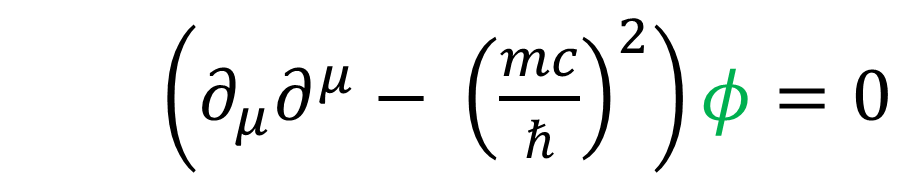 (∂_μ ∂^μ − (mc/ħ)^2) ϕ = 0